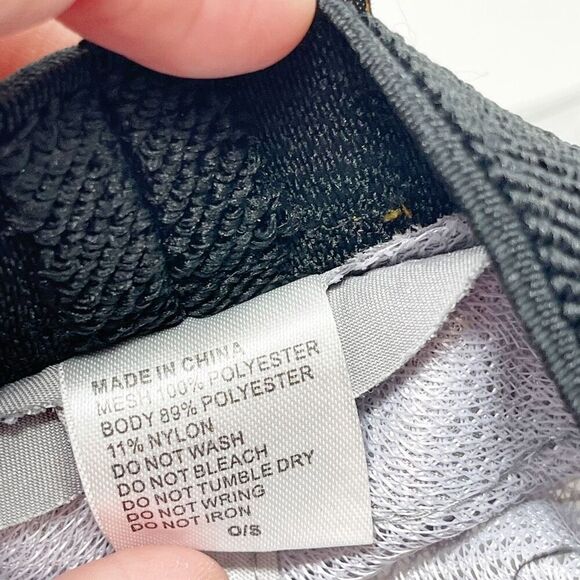 MADE IN CHINA
MESH 100% POLYESTER
BODY 89% POLYESTER
11% NYLON
DO NOT WASH
DO NOT BLEACH
DO NOT TUMBLE DRY
DO NOT WRING
DO NOT IRON
O/S